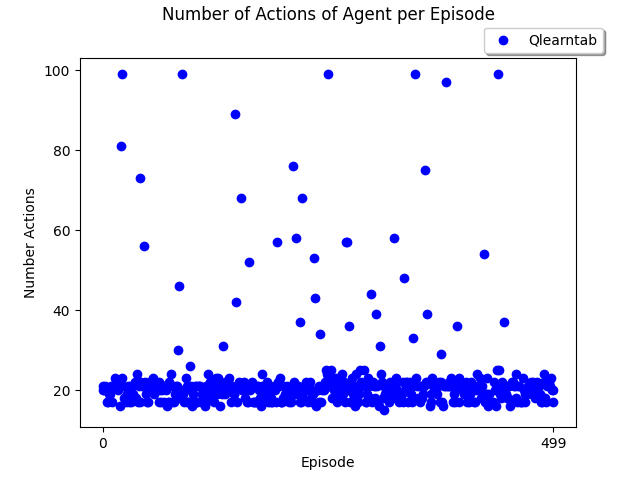 Number of Actions of Agent per Episode
Qlearntab
100
80
60
40
20
Number Actions
0
499
Episode